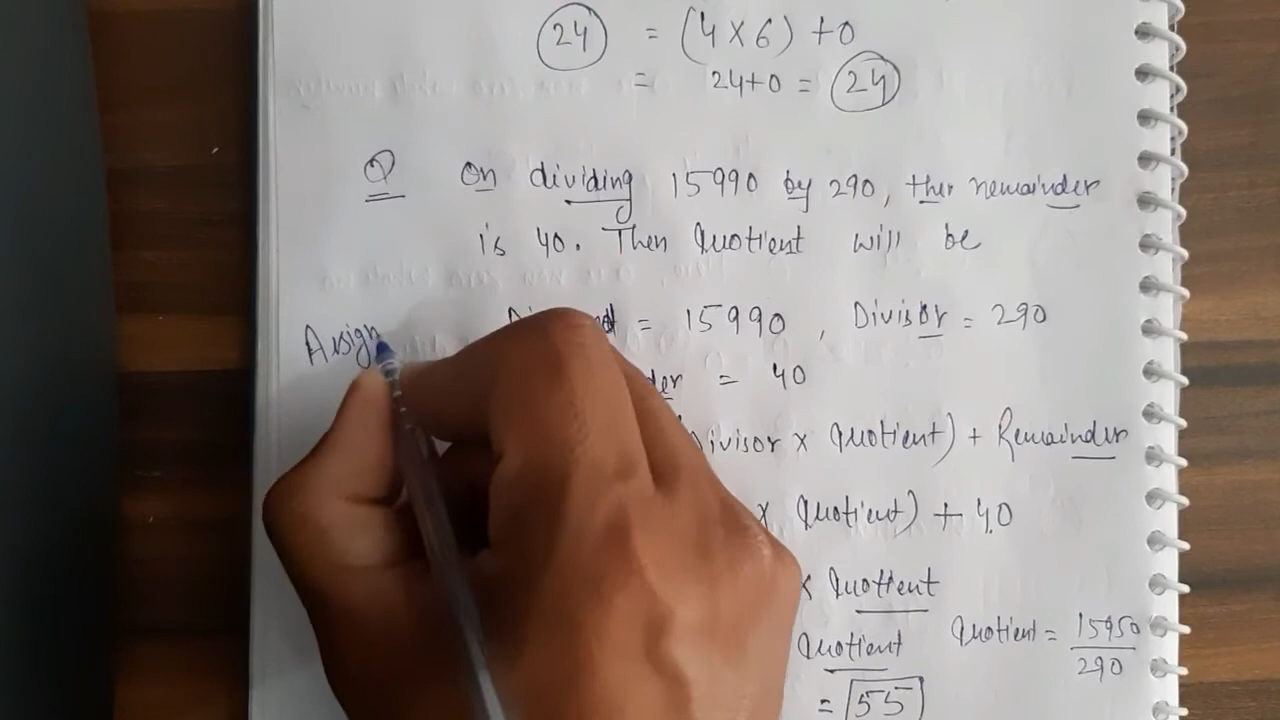 24 = (4 × 6) + 0
= 24+0 = 24
Q On dividing 15990 by 290, the remainder
is 40. Then Quotient will be
= 15990, Divisor = 290
Assign
= 40
Divisor × Quotient) + Remainder
× Quotient) + 40
× Quotient
Quotient Quotient = 15950
290
= 55